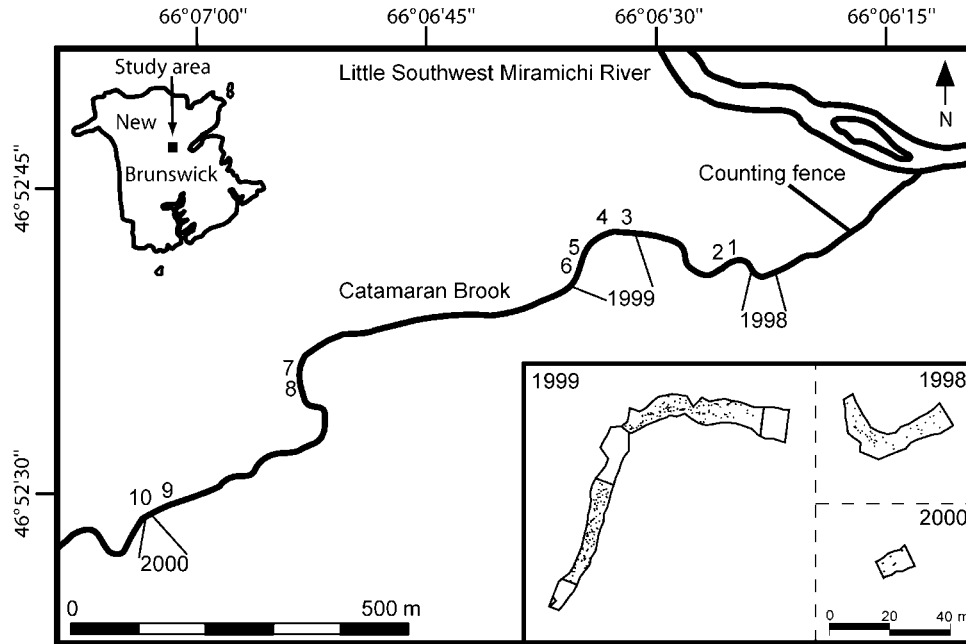 66°07'00" 66°06'45" 66°06'30" 66°06'15"
Study area
New
Brunswick
Little Southwest Miramichi River
N
46°52'45"
Counting fence
4 3
5
6
2 1
1999
1998
Catamaran Brook
7
8
46°52'30"
10 9
2000
0 500 m
1999
1998
2000
0 20 40 m